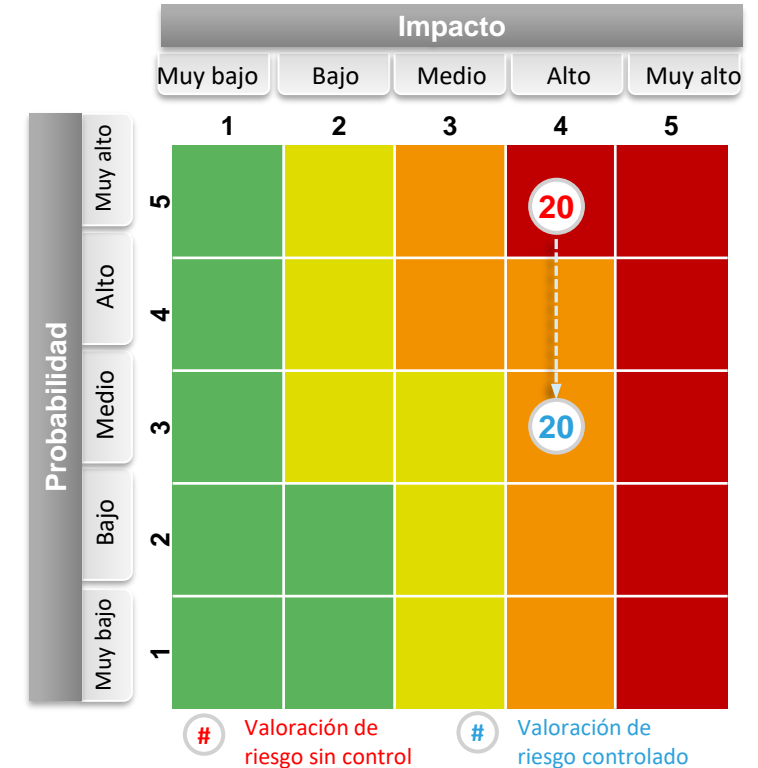 Impacto
Muy bajo Bajo Medio Alto Muy alto
1 2 3 4 5
Probabilidad
Muy alto 5 20
Alto 4
Medio 3 20
Bajo 2
Muy bajo 1
# Valoración de
riesgo sin control
# Valoración de
riesgo controlado